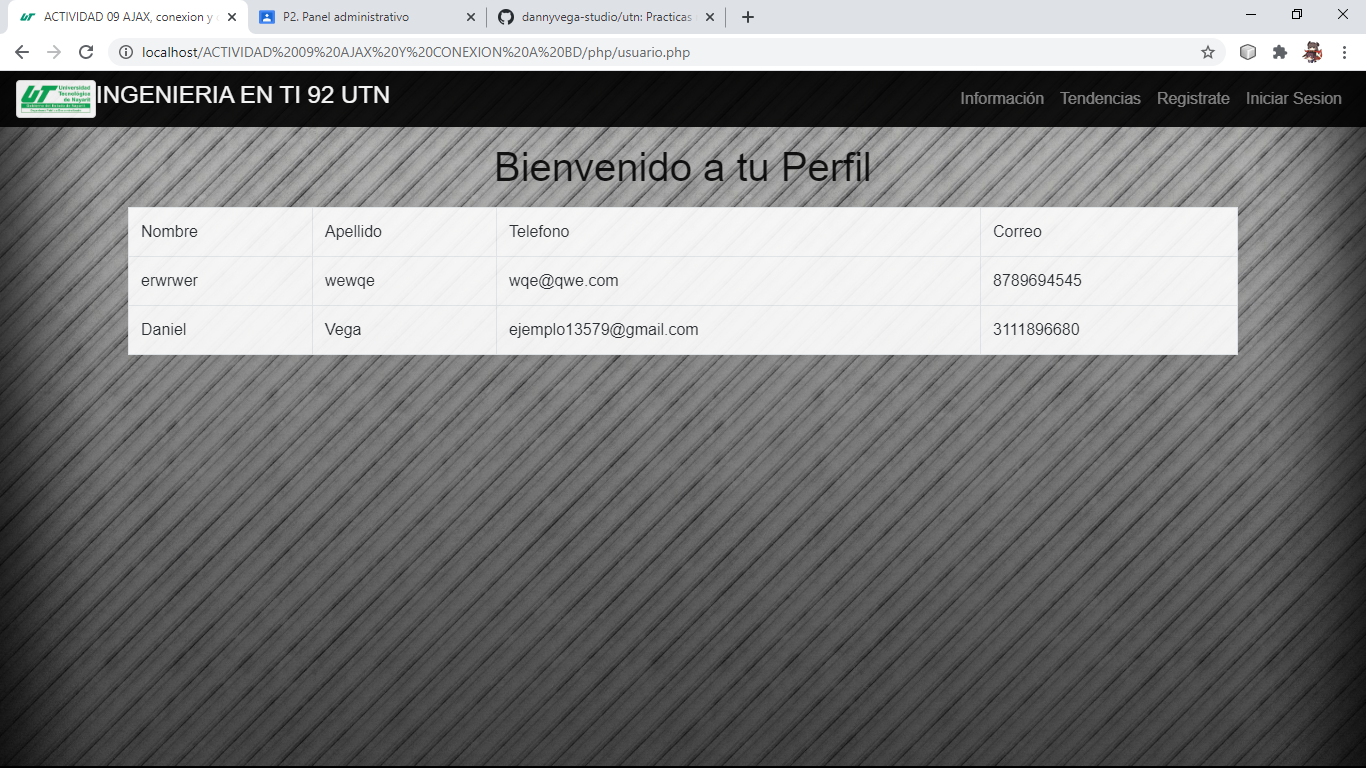 ACTIVIDAD 09 AJAX, conexion y
P2. Panel administrativo
dannyvega-studio/utn: Practicas
localhost/ACTIVIDAD%2009%20AJAX%20Y%20CONEXION%20A%20BD/php/usuario.php
UT Universidad
Tecnológica
de Nayarit
INGENIERIA EN TI 92 UTN
Información Tendencias Registrate Iniciar Sesion
Bienvenido a tu Perfil
Nombre Apellido Telefono Correo
erwrwer wewqe wqe@qwe.com 8789694545
Daniel Vega ejemplo13579@gmail.com 3111896680